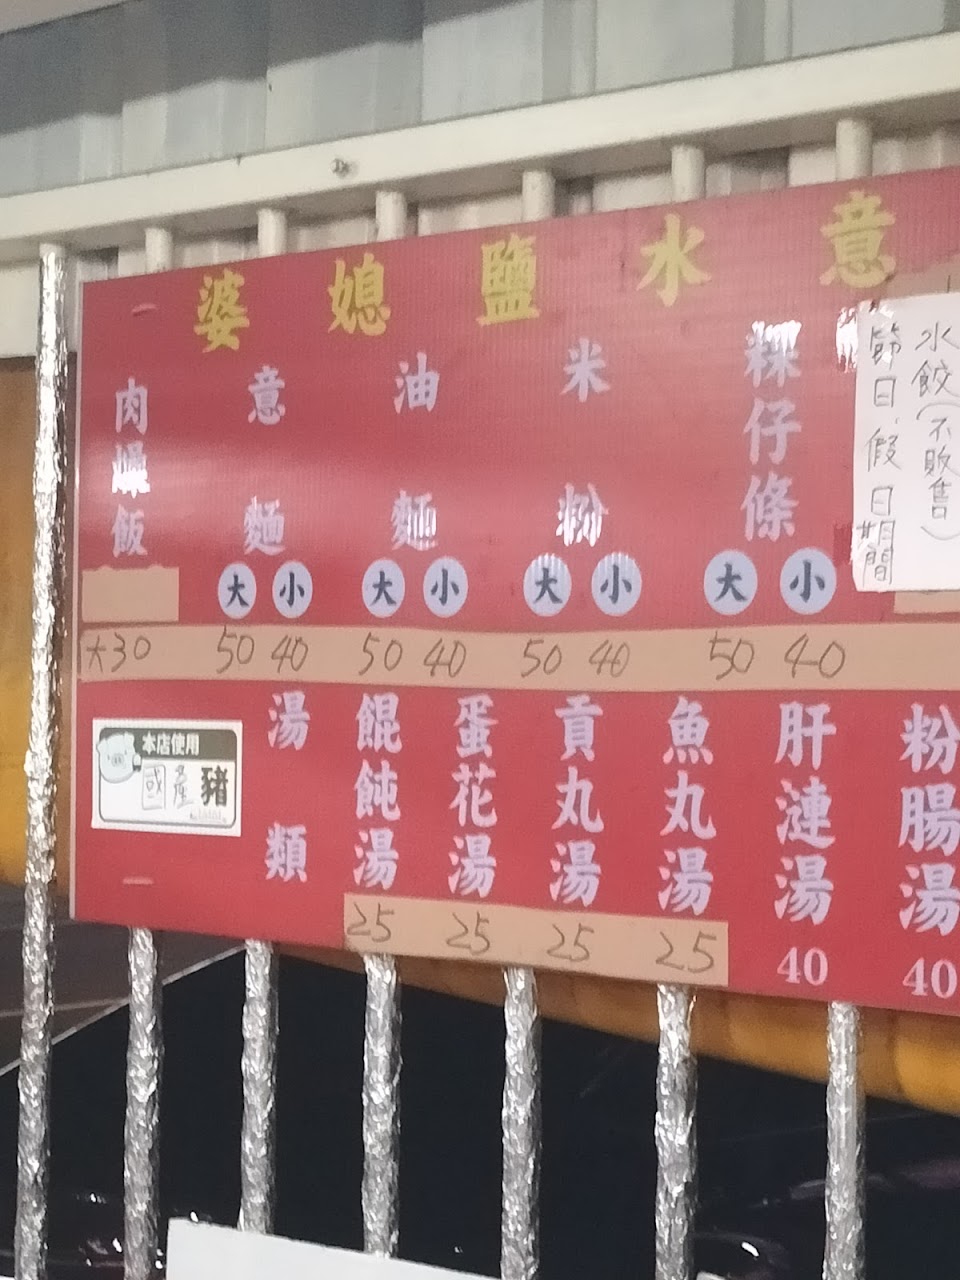 婆媳鹽水意
肉燥飯
大30
意麵
大 小
50 40
油麵
大 小
50 40
米粉
大 小
50 40
粿仔條
大 小
50 40
水餃(不販售)
節日.假日期間
本店使用
國產豬
湯類
餛飩湯
25
蛋花湯
25
貢丸湯
25
魚丸湯
25
肝漣湯
40
粉腸湯
40